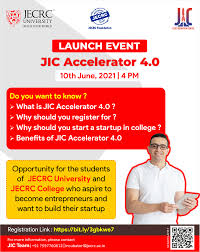 JECRC
UNIVERSITY
JECRC
JIC
LAUNCH EVENT
JIC Accelerator 4.0
10th June, 2021 | 4 PM
Do you want to know ?
What is JIC Accelerator 4.0 ?
Why should you register for ?
Why should you start a startup in college ?
Benefits of JIC Accelerator 4.0
Opportunity for the students
of JECRC University and
JECRC College who aspire to
become entrepreneurs and
want to build their startup
Registration Link : https://bit.ly/3gbkwe7
For more information, please contact
JIC Team: